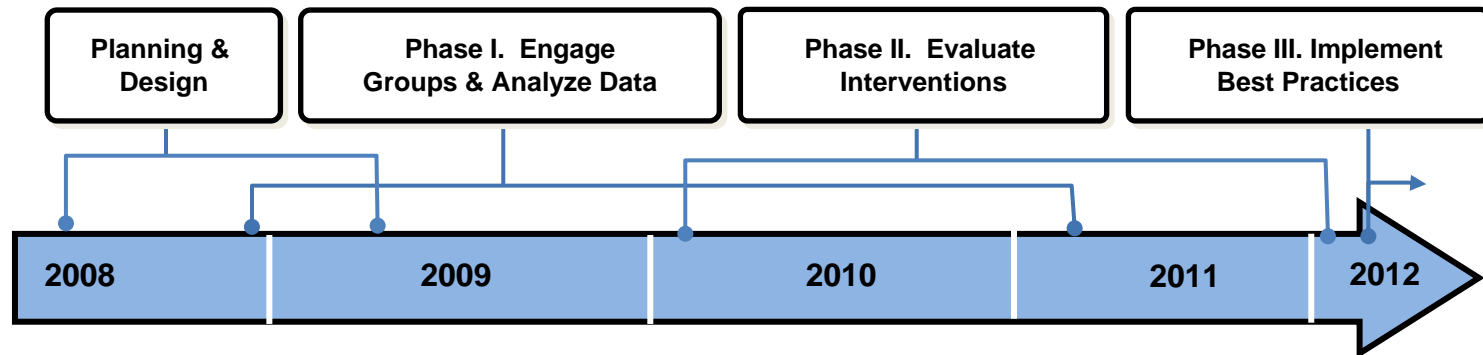 Planning &
Design
Phase I.  Engage
Groups & Analyze Data
Phase II.  Evaluate
Interventions
Phase III. Implement
Best Practices
2008
2009
2010
2011
2012